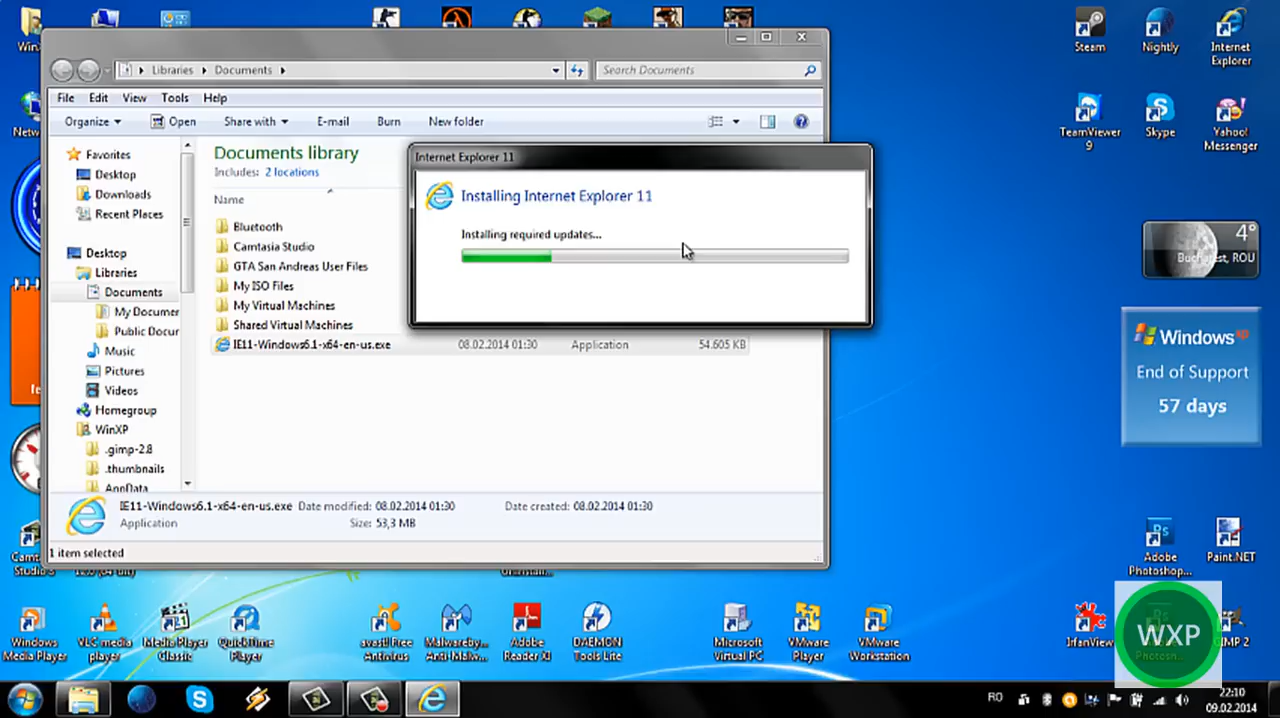 Steam
Nightly
Internet
Explorer
TeamViewer
9
Skype
Yahoo!
Messenger
Libraries
Documents
Search Documents
File
Edit
View
Tools
Help
Organize
Open
Share with
E-mail
Burn
New folder
Favorites
Desktop
Downloads
Recent Places
Desktop
Libraries
Documents
My Documen
Public Docur
Music
Pictures
Videos
Homegroup
WinXP
.gimp-2.8
.thumbnails
AppData
Documents library
Includes: 2 locations
Name
Bluetooth
Camtasia Studio
GTA San Andreas User Files
My ISO Files
My Virtual Machines
Shared Virtual Machines
IE11-Windows6.1-x64-en-us.exe 08.02.2014 01:30 Application 54.605 KB
Internet Explorer 11
Installing Internet Explorer 11
Installing required updates...
IE11-Windows6.1-x64-en-us.exe Date modified: 08.02.2014 01:30 Date created: 08.02.2014 01:30
Application Size: 53,3 MB
1 item selected
4°
Bucharest, ROU
Windows xp
End of Support
57 days
Adobe
Photoshop...
Paint.NET
Windows
Media Player
VLC media
player
Media Player
Classic
QuickTime
Player
avast! Free
Antivirus
Malwareby...
Anti-Malw...
Adobe
Reader XI
DAEMON
Tools Lite
Microsoft
Virtual PC
VMware
Player
VMware
Workstation
IrfanView
GIMP 2
WXP
RO
22:10
09.02.2014